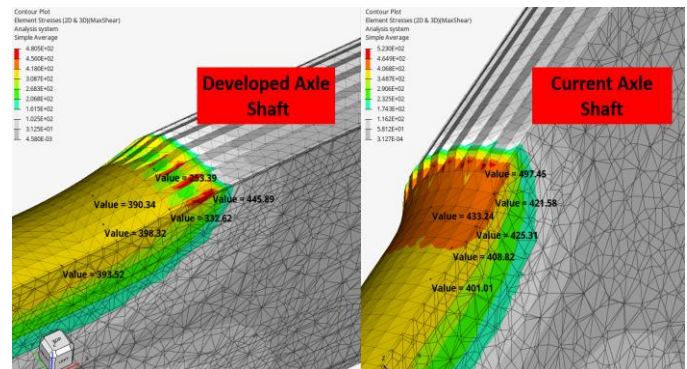 Contour Plot
Element Stresses (2D & 3D)(MaxShear)
Analysis system
Simple Average
4.805E+02
4.560E+02
4.180E+02
3.087E+02
2.683E+02
2.068E+02
1.615E+02
1.025E+02
3.125E+01
4.580E-03
Developed Axle
Shaft
Value = 253.39
Value = 445.89
Value = 390.34
Value = 332.62
Value = 398.32
Value = 393.52
Contour Plot
Element Stresses (2D & 3D)(MaxShear)
Analysis system
Simple Average
5.230E+02
4.649E+02
4.068E+02
3.487E+02
2.906E+02
2.325E+02
1.743E+02
1.162E+02
5.812E+01
3.127E-04
Current Axle
Shaft
Value = 497.45
Value = 421.58
Value = 433.24
Value = 425.31
Value = 408.82
Value = 401.01